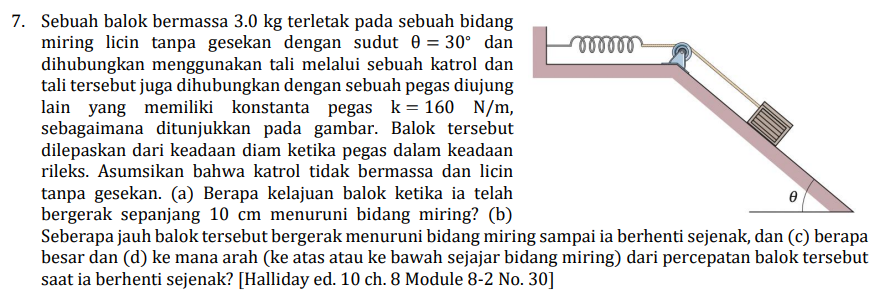 7. Sebuah balok bermassa 3.0 kg terletak pada sebuah bidang
miring licin tanpa gesekan dengan sudut θ = 30° dan
dihubungkan menggunakan tali melalui sebuah katrol dan
tali tersebut juga dihubungkan dengan sebuah pegas diujung
lain yang memiliki konstanta pegas k = 160 N/m,
sebagaimana ditunjukkan pada gambar. Balok tersebut
dilepaskan dari keadaan diam ketika pegas dalam keadaan
rileks. Asumsikan bahwa katrol tidak bermassa dan licin
tanpa gesekan. (a) Berapa kelajuan balok ketika ia telah
bergerak sepanjang 10 cm menuruni bidang miring? (b)
Seberapa jauh balok tersebut bergerak menuruni bidang miring sampai ia berhenti sejenak, dan (c) berapa
besar dan (d) ke mana arah (ke atas atau ke bawah sejajar bidang miring) dari percepatan balok tersebut
saat ia berhenti sejenak? [Halliday ed. 10 ch. 8 Module 8-2 No. 30]
θ